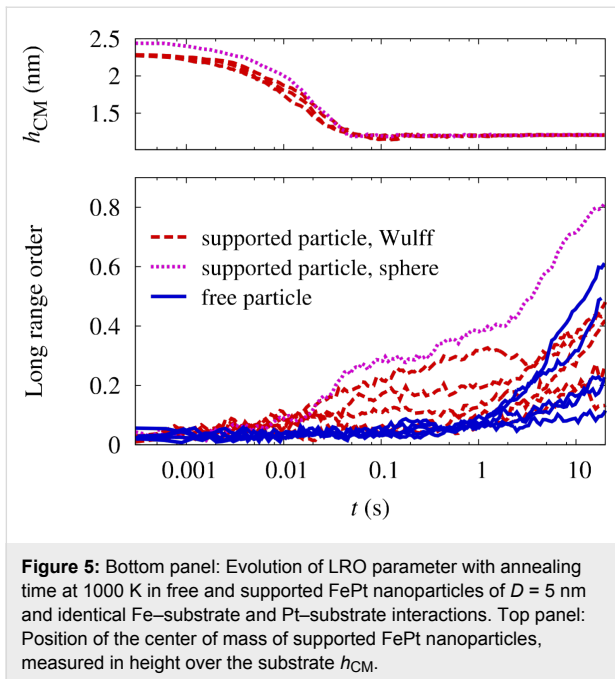 2.5
2
1.5
h_CM (nm)
0.8
0.6
0.4
0.2
0
Long range order
supported particle, Wulff
supported particle, sphere
free particle
0.001 0.01 0.1 1 10
t (s)
Figure 5: Bottom panel: Evolution of LRO parameter with annealing
time at 1000 K in free and supported FePt nanoparticles of D = 5 nm
and identical Fe–substrate and Pt–substrate interactions. Top panel:
Position of the center of mass of supported FePt nanoparticles,
measured in height over the substrate h_CM.